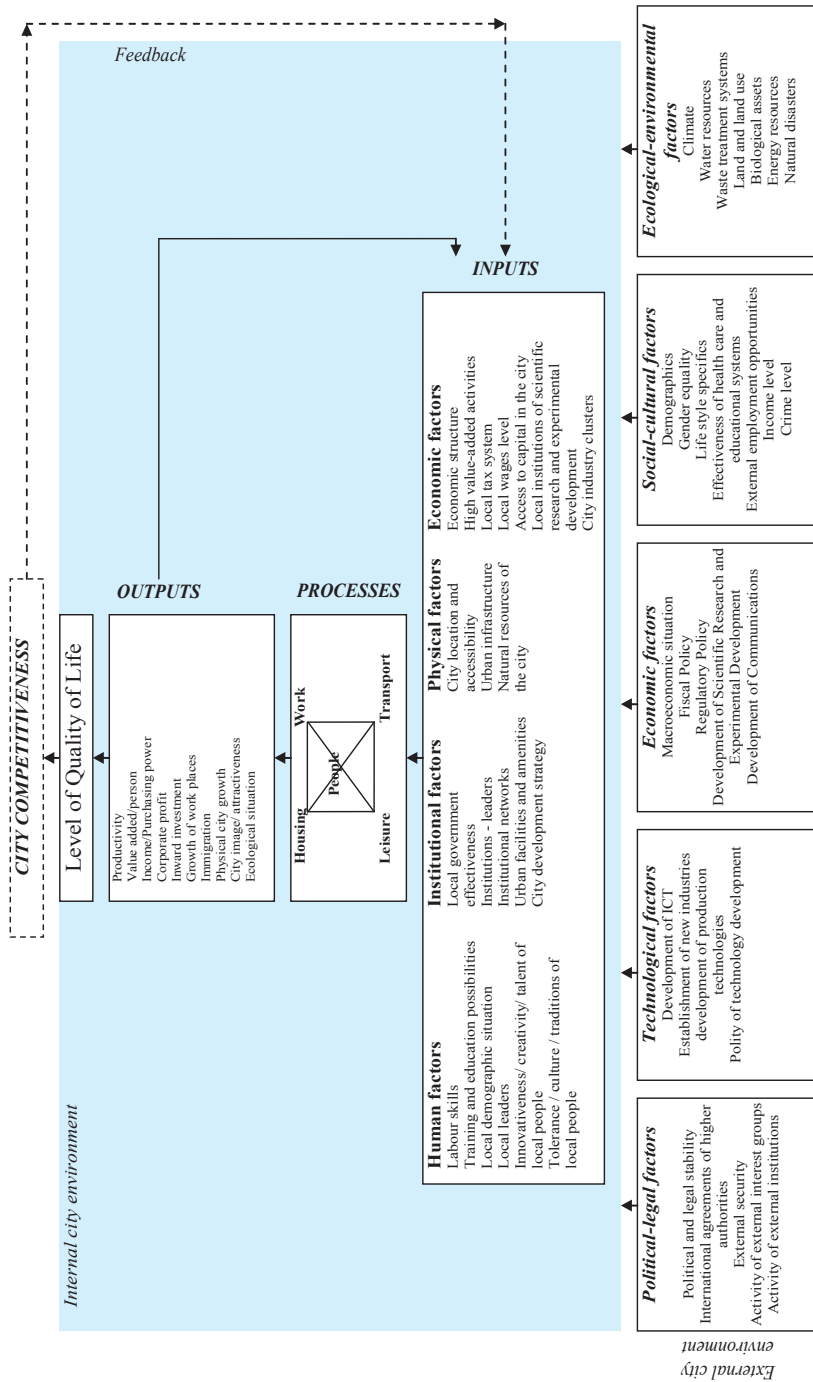 CITY COMPETITIVENESS
Internal city environment
Feedback
Level of Quality of Life
OUTPUTS
Productivity
Value added/person
Income/Purchasing power
Corporate profit
Inward investment
Growth of work places
Immigration
Physical city growth
City image/ attractiveness
Ecological situation
PROCESSES
Housing
Work
People
Leisure
Transport
INPUTS
Human factors
Labour skills
Training and education possibilities
Local demographic situation
Local leaders
Innovativeness/ creativity/ talent of
local people
Tolerance / culture / traditions of
local people
Institutional factors
Local government
effectiveness
Institutions - leaders
Institutional networks
Urban facilities and amenities
City development strategy
Physical factors
City location and
accessibility
Urban infrastructure
Natural resources of
the city
Economic factors
Economic structure
High value-added activities
Local tax system
Local wages level
Access to capital in the city
Local institutions of scientific
research and experimental
development
City industry clusters
External city
environment
Political-legal factors
Political and legal stability
International agreements of higher
authorities
External security
Activity of external interest groups
Activity of external institutions
Technological factors
Development of ICT
Establishment of new industries
development of production
technologies
Polity of technology development
Economic factors
Macroeconomic situation
Fiscal Policy
Regulatory Policy
Development of Scientific Research and
Experimental Development
Development of Communications
Social-cultural factors
Demographics
Gender equality
Life style specifics
Effectiveness of health care and
educational systems
External employment opportunities
Income level
Crime level
Ecological-environmental
factors
Climate
Water resources
Waste treatment systems
Land and land use
Biological assets
Energy resources
Natural disasters